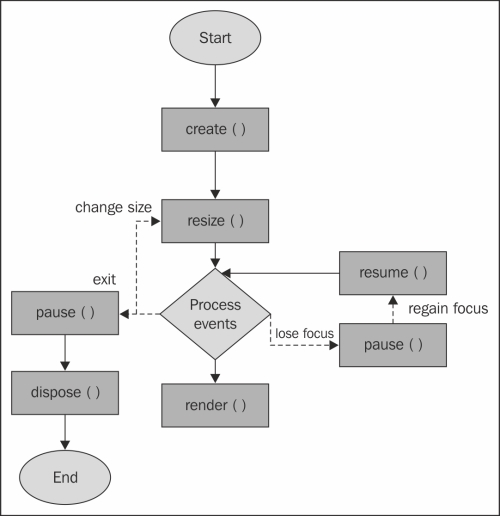 Start
create ( )
change size
resize ( )
exit
Process
events
resume ( )
pause ( )
lose focus
regain focus
pause ( )
dispose ( )
render ( )
End